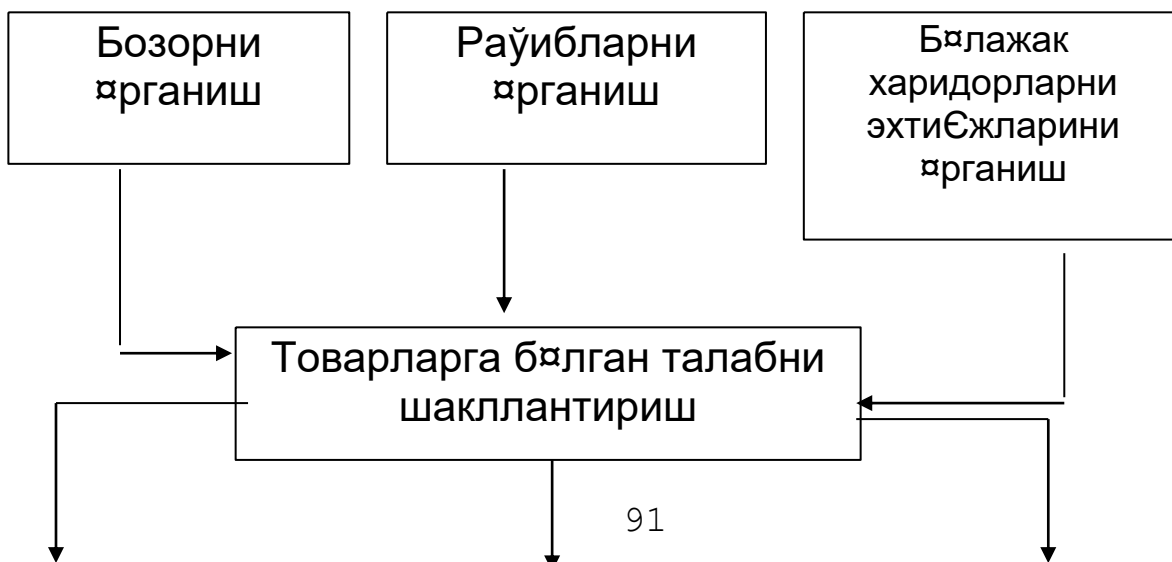 Бозорни
¤рганиш
Раўибларни
¤рганиш
Б¤лажак
харидорларни
эхтиЄжларини
¤рганиш
Товарларга б¤лган талабни
шакллантириш
91